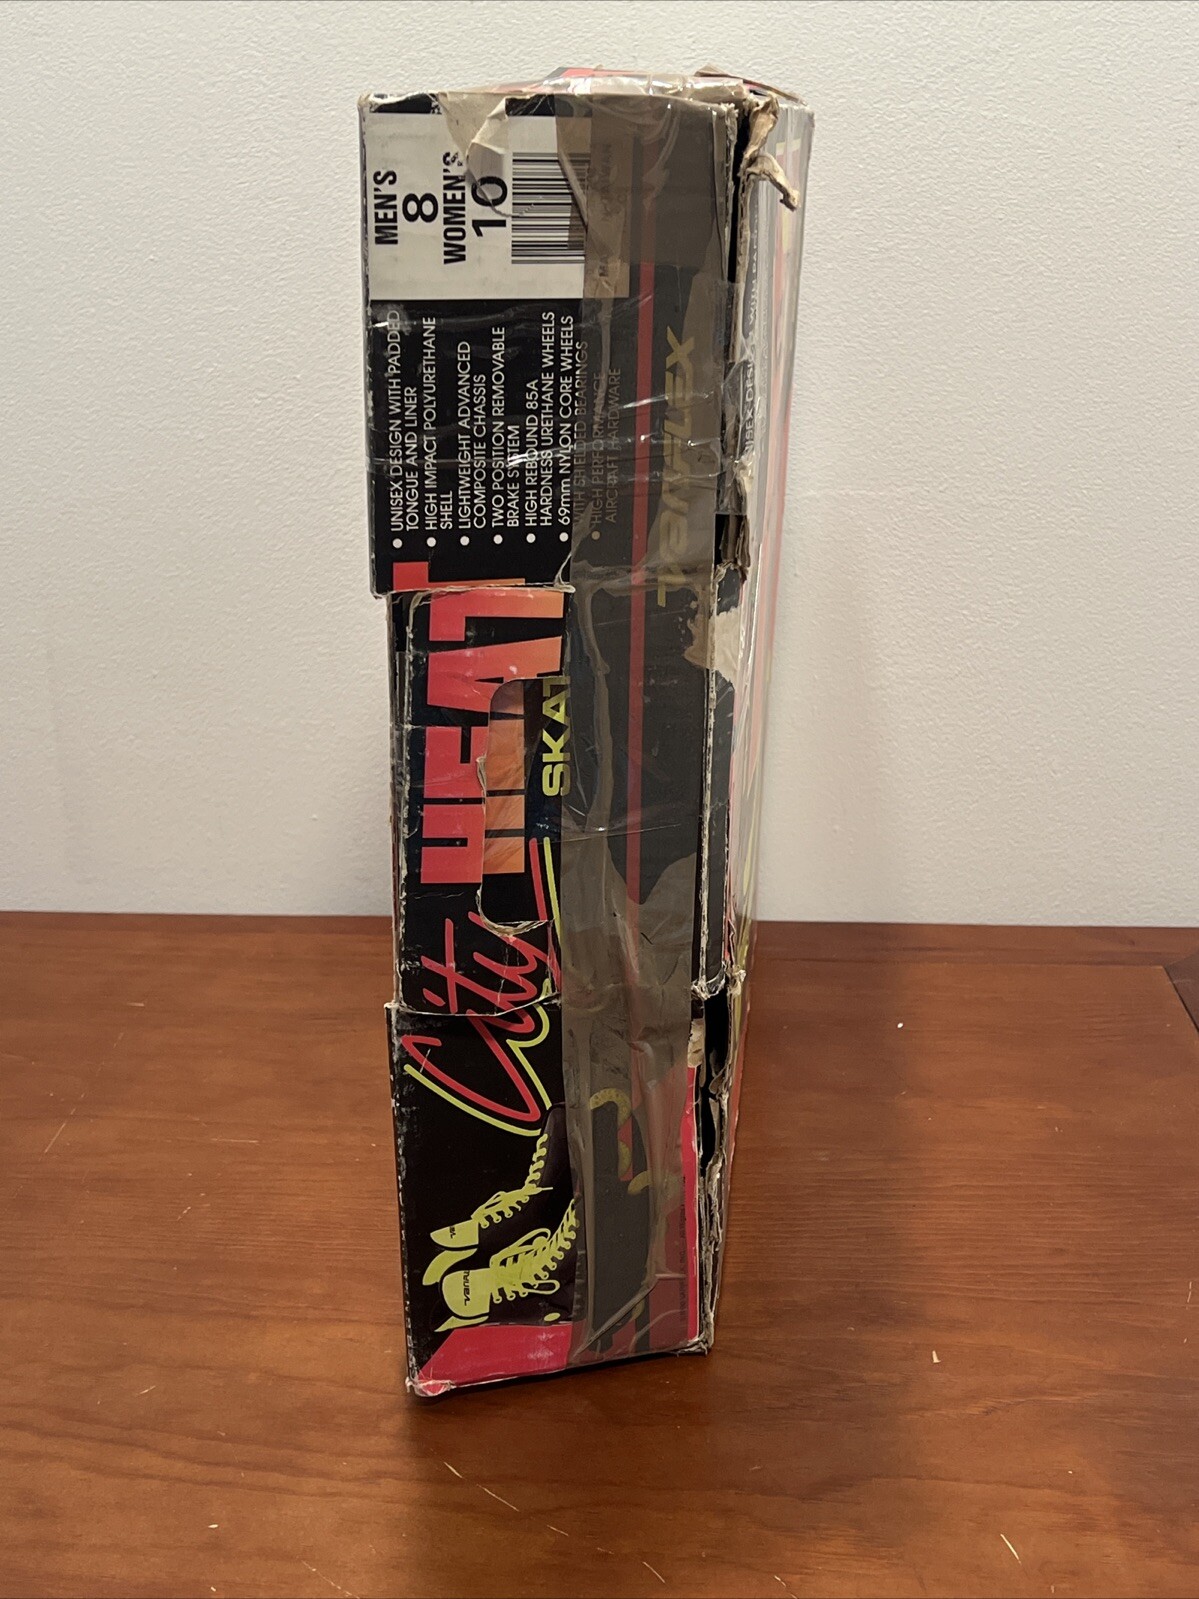 MEN'S
8
WOMEN'S
10
• UNISEX DESIGN WITH PADDED
TONGUE AND LINER
• HIGH IMPACT POLYURETHANE
SHELL
• LIGHTWEIGHT ADVANCED
COMPOSITE CHASSIS
• TWO POSITION REMOVABLE
BRAKE SYSTEM
• HIGH REBOUND 85A
HARDNESS URETHANE WHEELS
• 69mm NYLON CORE WHEELS
WITH SHIELDED BEARINGS
• HIGH PERFORMANCE
AIRCRAFT HARDWARE
City HEAT
SKAT
VARIFLEX